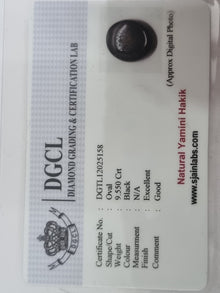 DGCL
DIAMOND GRADING & CERTIFICATION LAB
Certificate No. : DGTL12025158
Shape/Cut : Oval
Weight : 9.550 Crt
Colour : Black
Measurment : N/A
Finish : Excellent
Comment : Good
(Approx Digital Photo)
Natural Yamini Hakik
www.sjainlabs.com